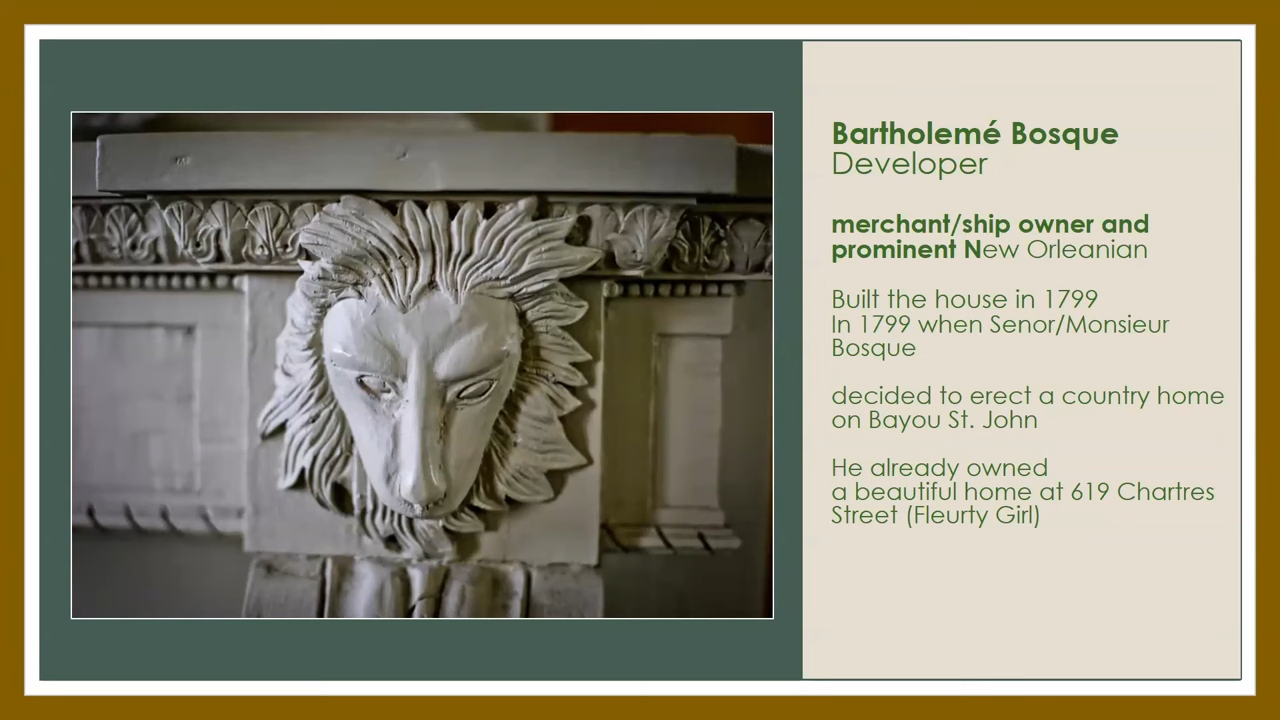 Bartholemé Bosque
Developer
merchant/ship owner and
prominent New Orleanian
Built the house in 1799
In 1799 when Senor/Monsieur
Bosque
decided to erect a country home
on Bayou St. John
He already owned
a beautiful home at 619 Chartres
Street (Fleurty Girl)